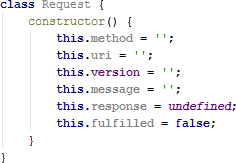 class Request {
    constructor() {
        this.method = '';
        this.uri = '';
        this.version = '';
        this.message = '';
        this.response = undefined;
        this.fulfilled = false;
    }
}